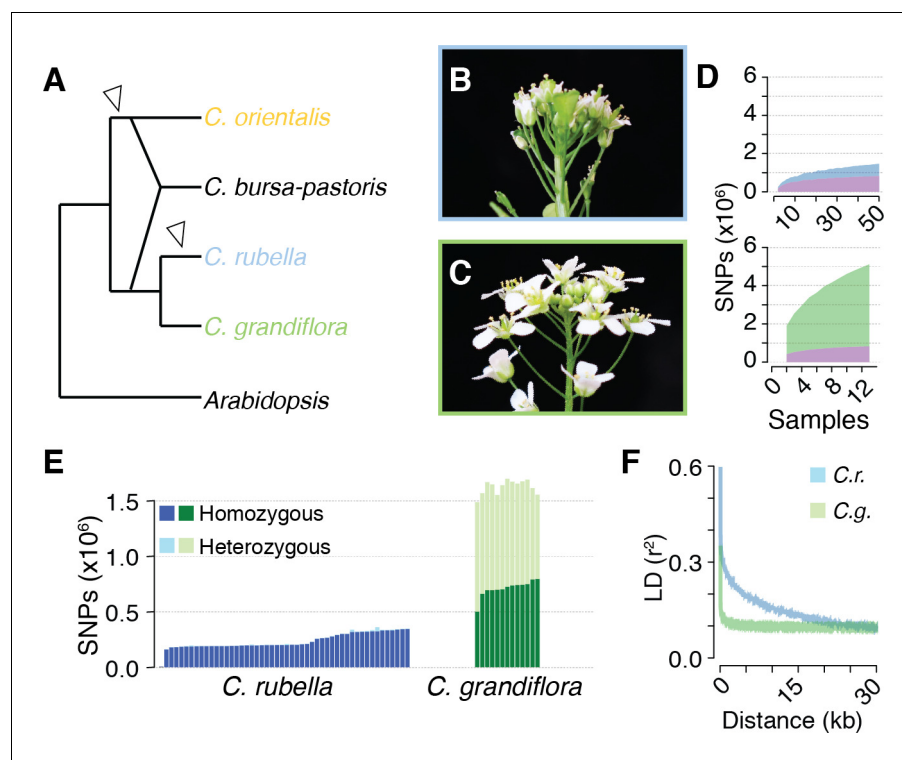 A
C. orientalis
C. bursa-pastoris
C. rubella
C. grandiflora
Arabidopsis
B
C
D
SNPs (x10⁶)
6
4
2
0
10
30
50
6
4
2
0
0
4
8
12
Samples
E
SNPs (x10⁶)
1.5
1.0
0.5
0.0
Homozygous
Heterozygous
C. rubella
C. grandiflora
F
LD (r²)
0.6
0.3
0.0
C.r.
C.g.
0
15
30
Distance (kb)